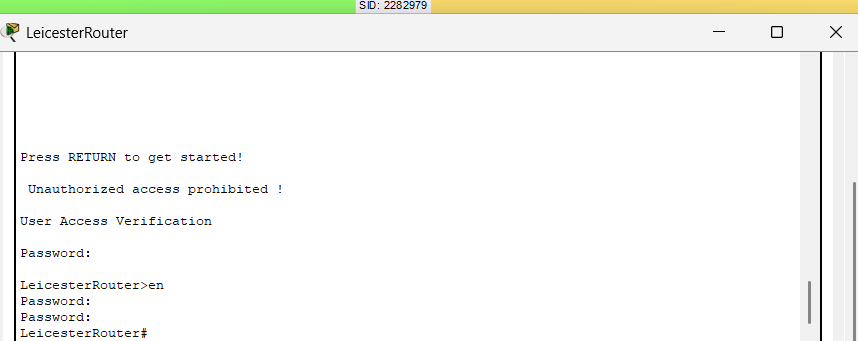 SID: 2282979
LeicesterRouter
Press RETURN to get started!
Unauthorized access prohibited !
User Access Verification
Password:
LeicesterRouter>en
Password:
Password:
LeicesterRouter#